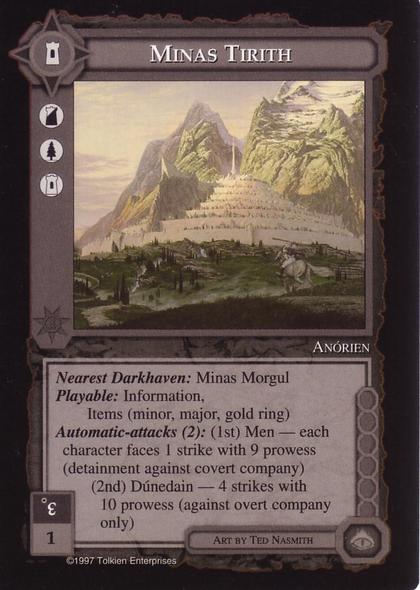 MINAS TIRITH
ANÓRIEN
Nearest Darkhaven: Minas Morgul
Playable: Information,
Items (minor, major, gold ring)
Automatic-attacks (2): (1st) Men — each
character faces 1 strike with 9 prowess
(detainment against covert company)
(2nd) Dúnedain — 4 strikes with
10 prowess (against overt company
only)
1
ART BY TED NASMITH
©1997 Tolkien Enterprises